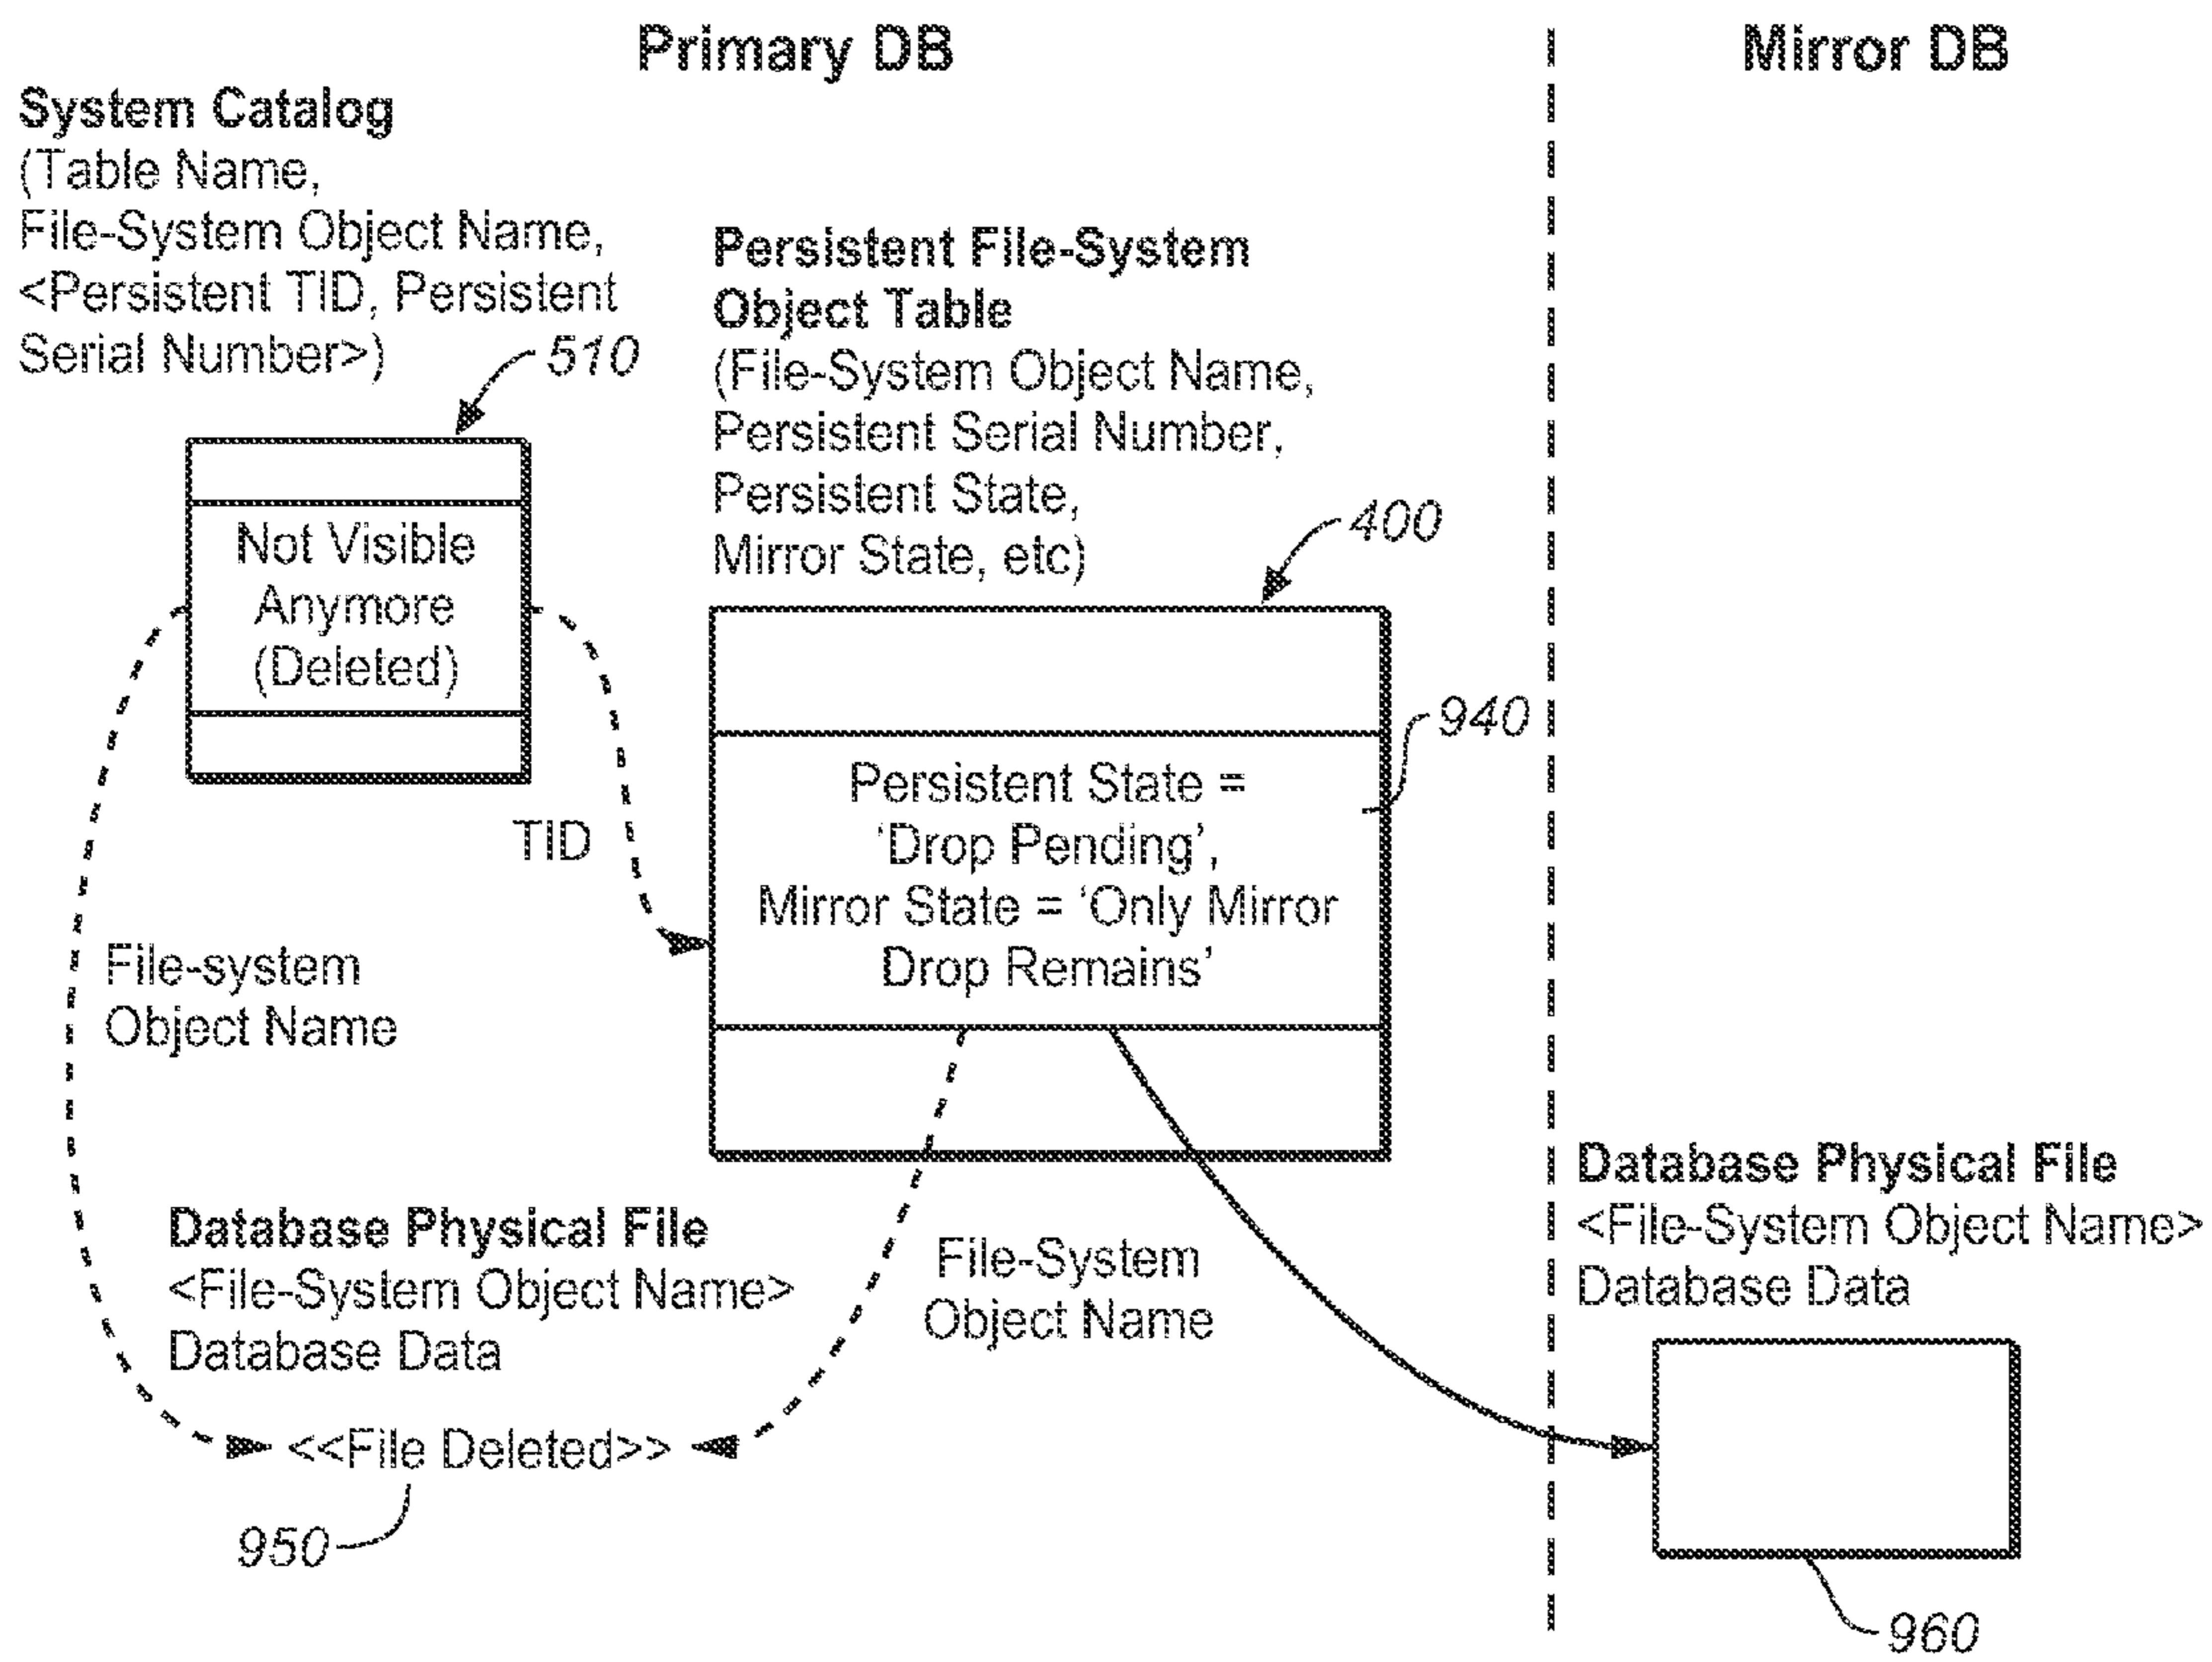 Primary DB
Mirror DB
System Catalog
(Table Name,
File-System Object Name,
<Persistent TID, Persistent
Serial Number>)
510
Not Visible
Anymore
(Deleted)
Persistent File-System
Object Table
(File-System Object Name,
Persistent Serial Number,
Persistent State,
Mirror State, etc)
400
940
Persistent State =
‘Drop Pending’,
Mirror State = ‘Only Mirror
Drop Remains’
TID
File-system
Object Name
Database Physical File
<File-System Object Name>
Database Data
<<File Deleted>>
950
File-System
Object Name
Database Physical File
<File-System Object Name>
Database Data
960